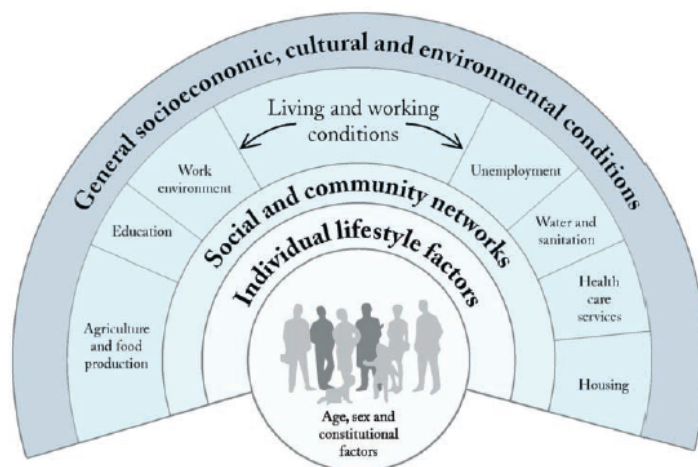 General socioeconomic, cultural and environmental conditions
Living and working
conditions
Work
environment
Unemployment
Education
Water and
sanitation
Agriculture
and food
production
Health
care
services
Housing
Social and community networks
Individual lifestyle factors
Age, sex and
constitutional
factors